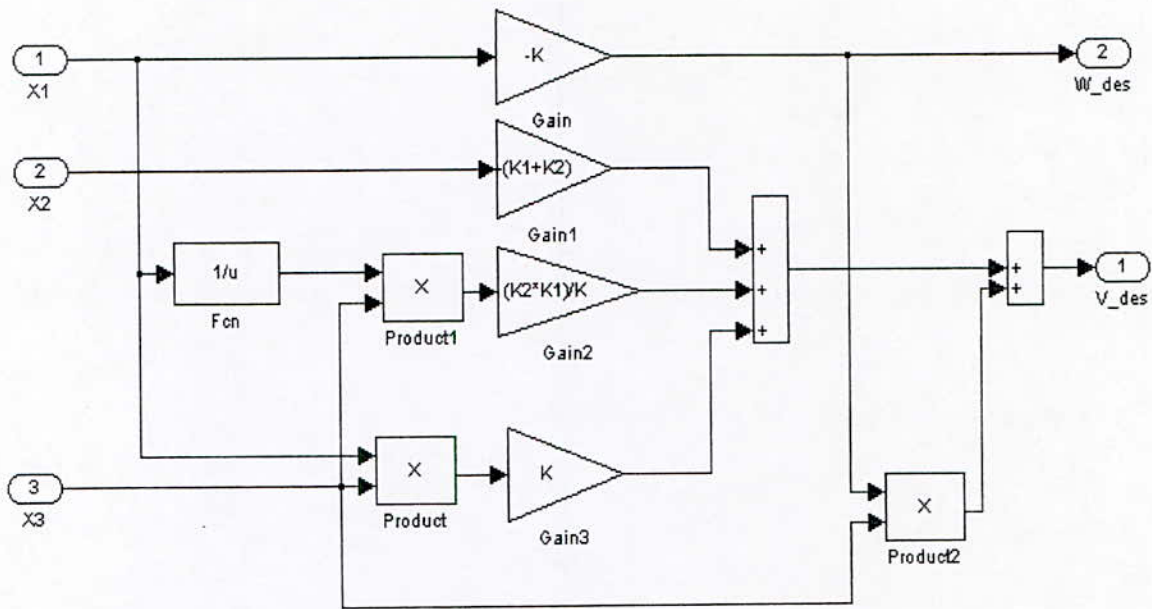 1
X1
-K
Gain
2
W_des
2
X2
(K1+K2)
Gain1
1/u
Fcn
×
Product1
(K2*K1)/K
Gain2
+
+
+
+
+
1
V_des
3
X3
×
Product
K
Gain3
×
Product2